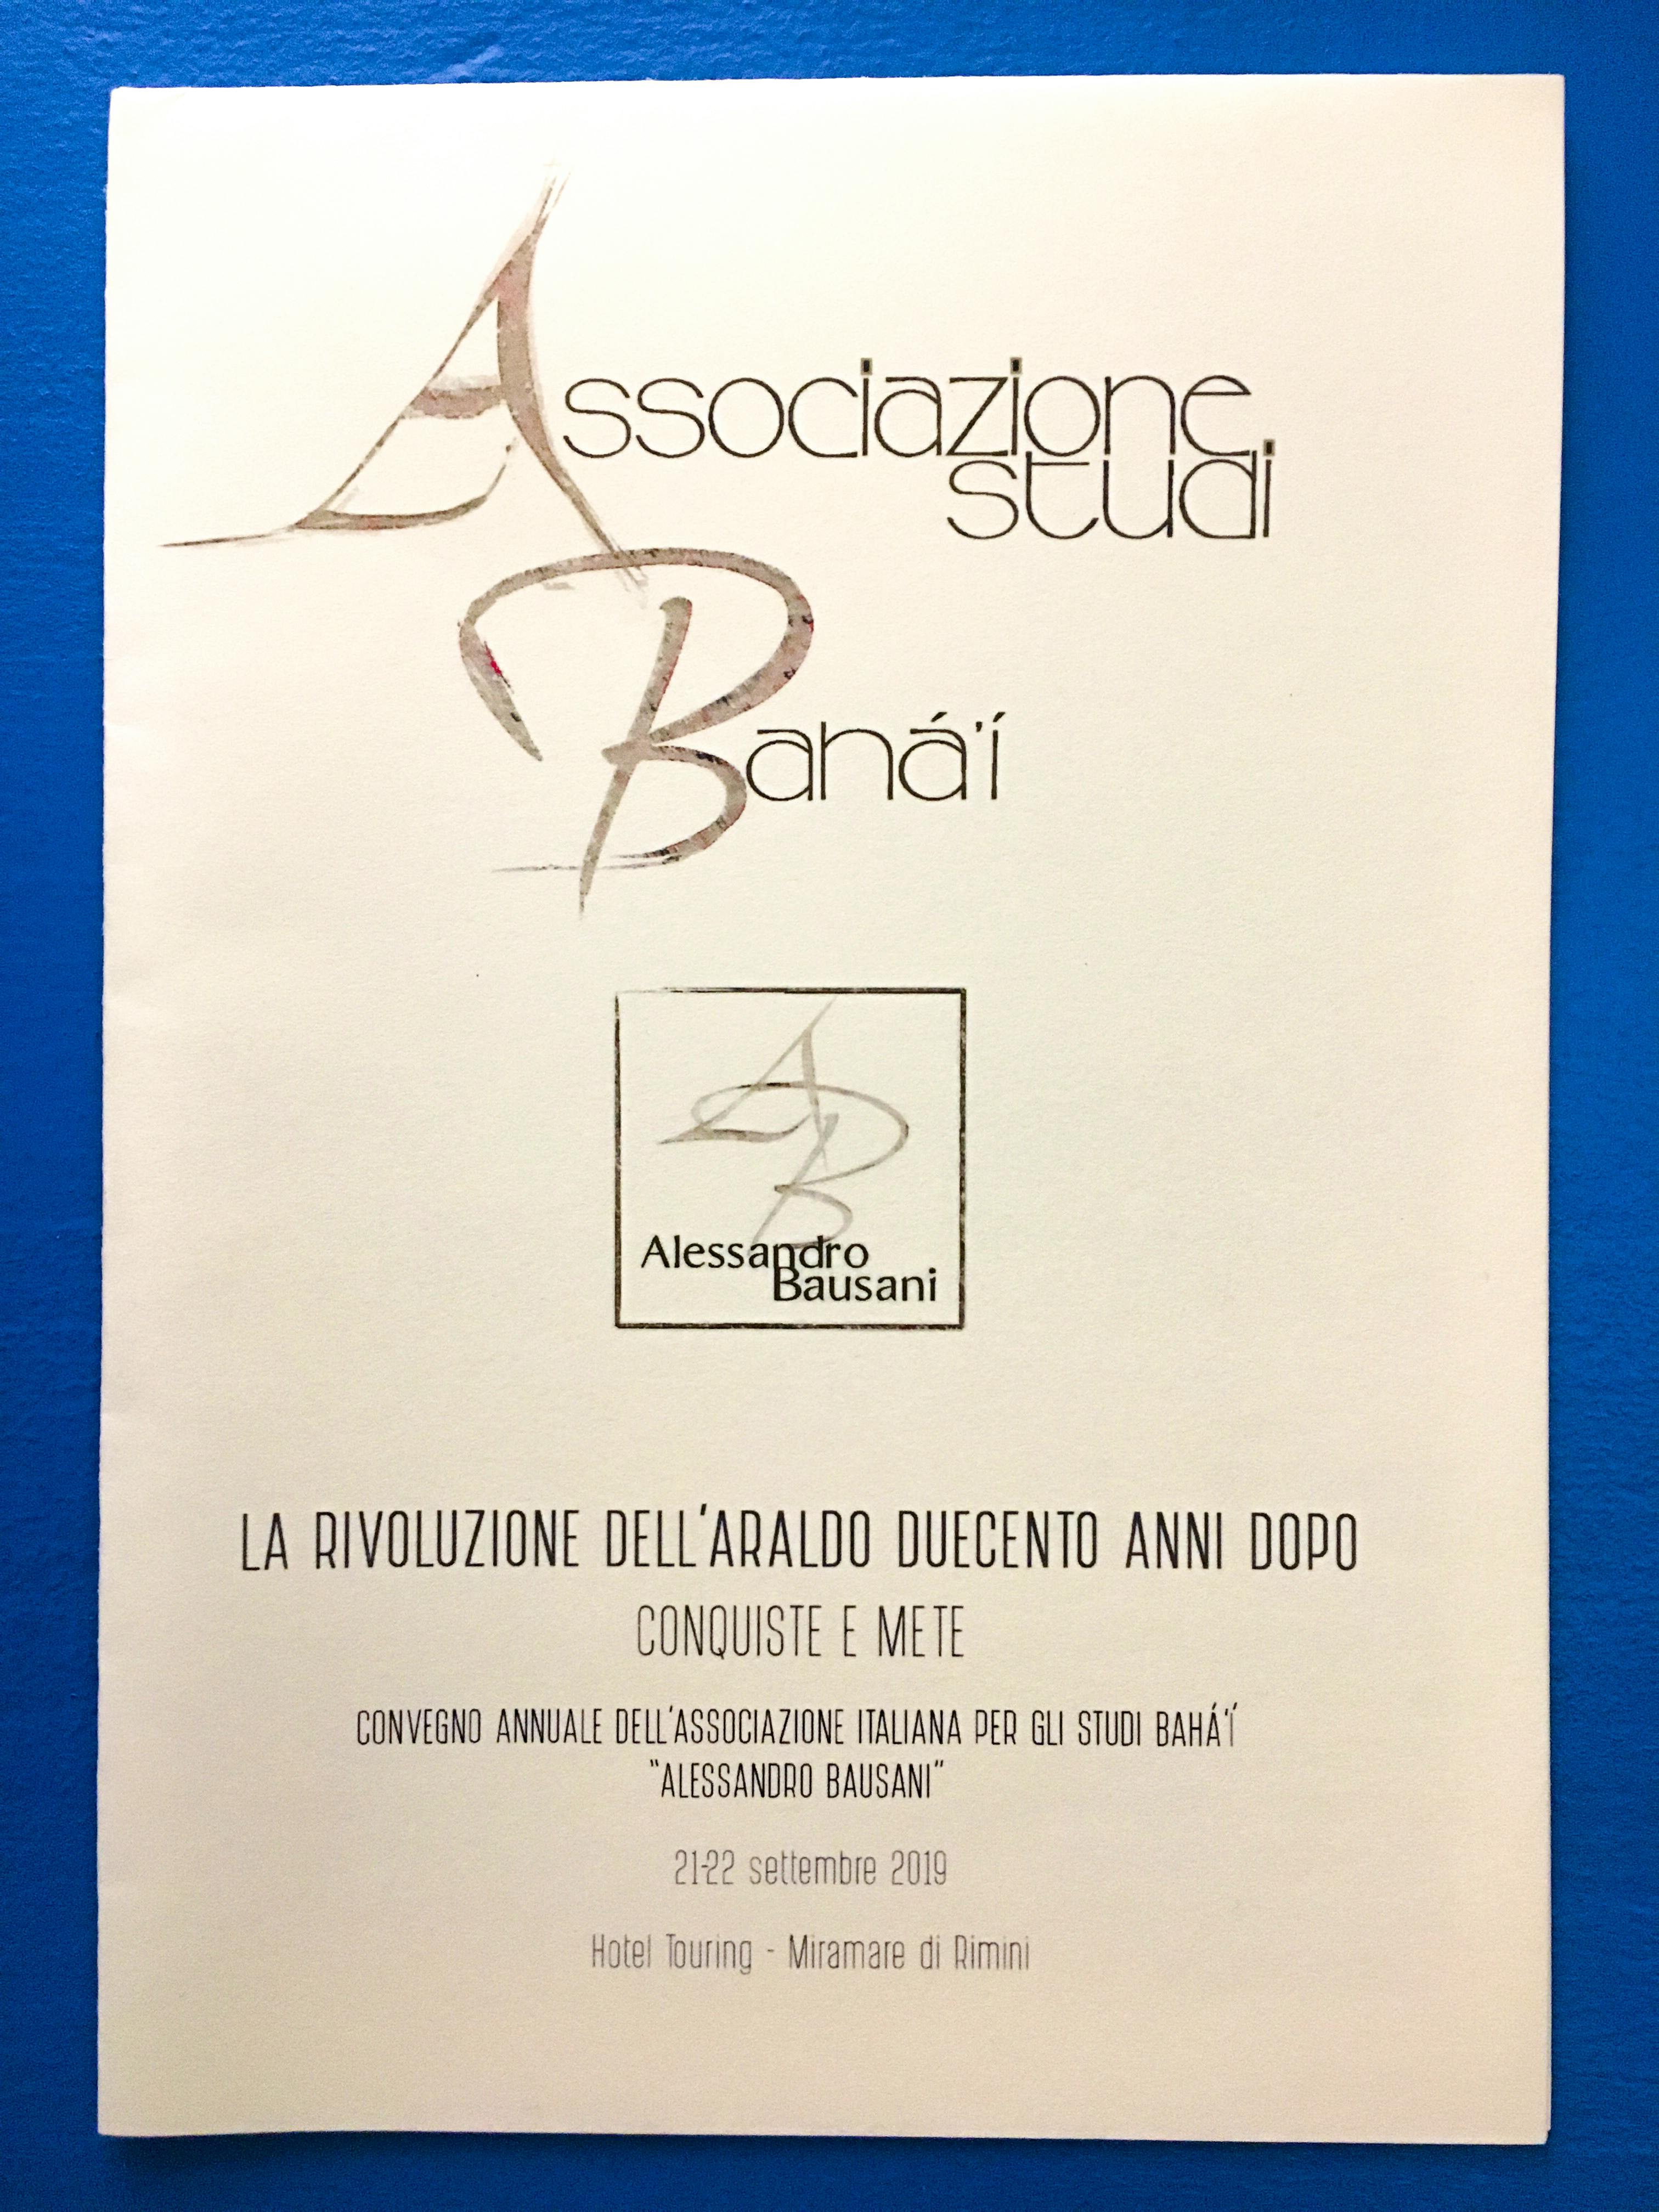 Associazione
studi
Bahá'í
Alessandro
Bausani
LA RIVOLUZIONE DELL'ARALDO DUECENTO ANNI DOPO
CONQUISTE E METE
CONVEGNO ANNUALE DELL'ASSOCIAZIONE ITALIANA PER GLI STUDI BAHÁ'Í
"ALESSANDRO BAUSANI"
21-22 settembre 2019
Hotel Touring - Miramare di Rimini